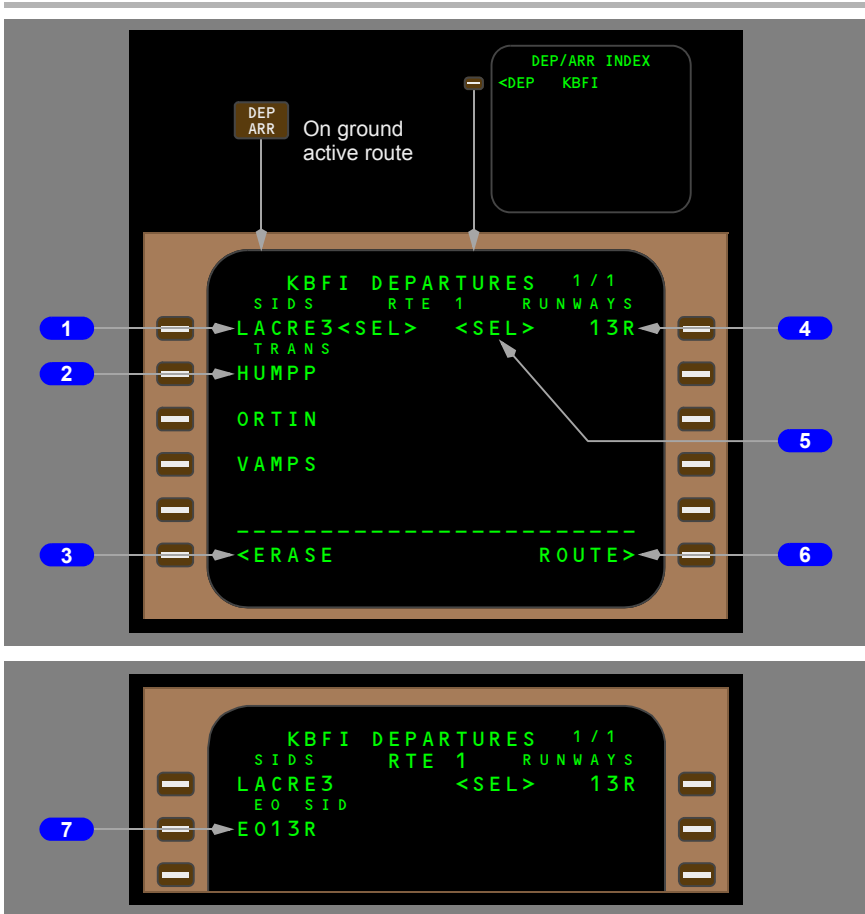 DEP/ARR INDEX
<DEP KBFI
DEP
ARR
On ground
active route
KBFI DEPARTURES 1/1
SIDS RTE 1 RUNWAYS
1 LACRE3<SEL> <SEL> 13R 4
TRANS
2 HUMPP
ORTIN
5
VAMPS
------------------------
3 <ERASE ROUTE> 6
KBFI DEPARTURES 1/1
SIDS RTE 1 RUNWAYS
LACRE3 <SEL> 13R
EO SID
7 EO13R